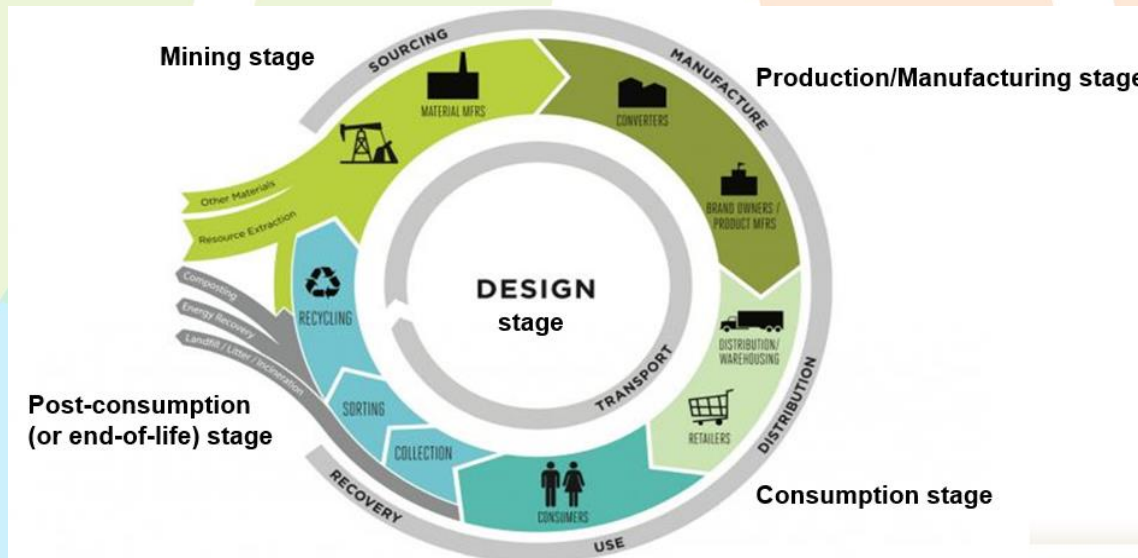 Mining stage
SOURCING
MATERIAL MFRS
MANUFACTURE
Production/Manufacturing stage
CONVERTERS
BRAND OWNERS /
PRODUCT MFRS
Other Materials
Resource Extraction
Composting
Energy Recovery
Landfill / Litter / Incineration
RECYCLING
DESIGN
stage
TRANSPORT
DISTRIBUTION/
WAREHOUSING
DISTRIBUTION
RETAILERS
Post-consumption
(or end-of-life) stage
SORTING
COLLECTION
RECOVERY
CONSUMERS
USE
Consumption stage